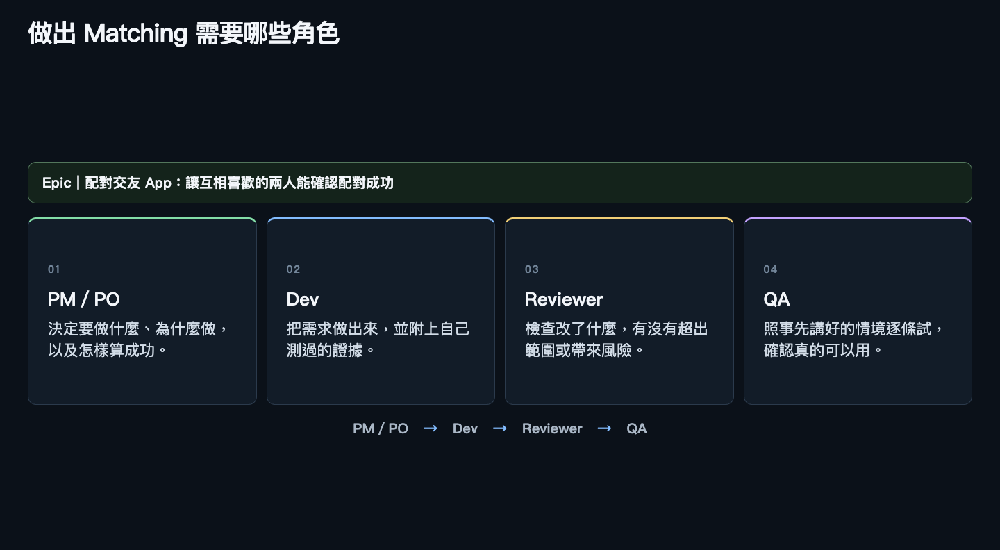 做出 Matching 需要哪些角色
Epic｜配對交友 App：讓互相喜歡的兩人能確認配對成功
01
PM / PO
決定要做什麼、為什麼做，
以及怎樣算成功。
02
Dev
把需求做出來，並附上自己
測過的證據。
03
Reviewer
檢查改了什麼，有沒有超出
範圍或帶來風險。
04
QA
照事先講好的情境逐條試，
確認真的可以用。
PM / PO → Dev → Reviewer → QA